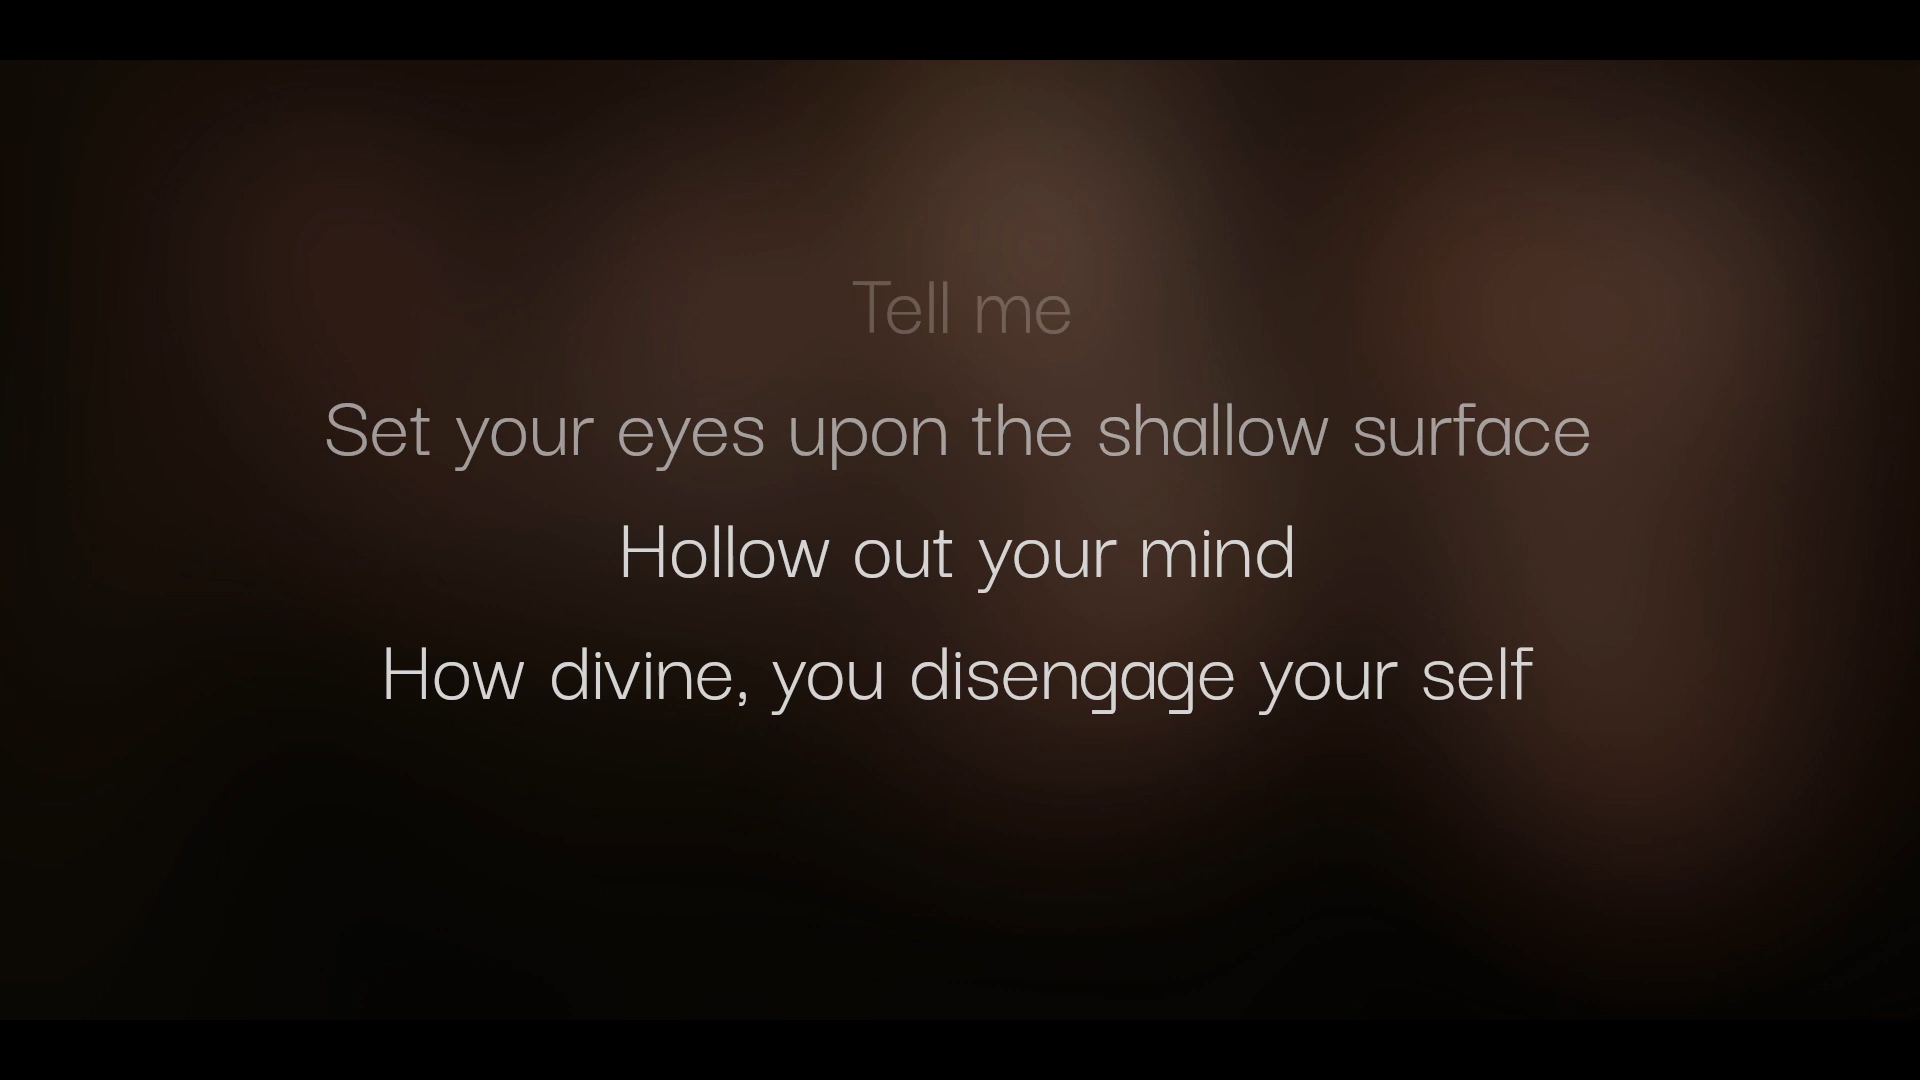 Tell me
Set your eyes upon the shallow surface
Hollow out your mind
How divine, you disengage your self